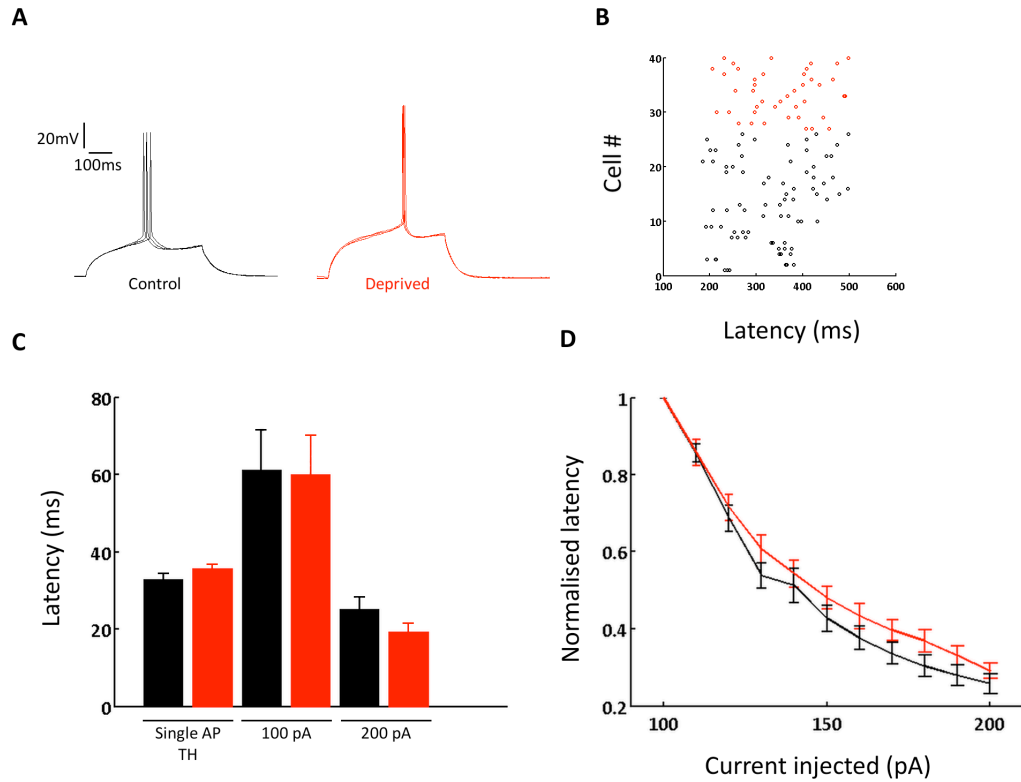 A
B
20mV
100ms
Control
Deprived
Cell #
40
30
20
10
0
100 200 300 400 500 600
Latency (ms)
C
D
Latency (ms)
80
60
40
20
0
Single AP TH
100 pA
200 pA
Normalised latency
1
0.8
0.6
0.4
0.2
100 150 200
Current injected (pA)